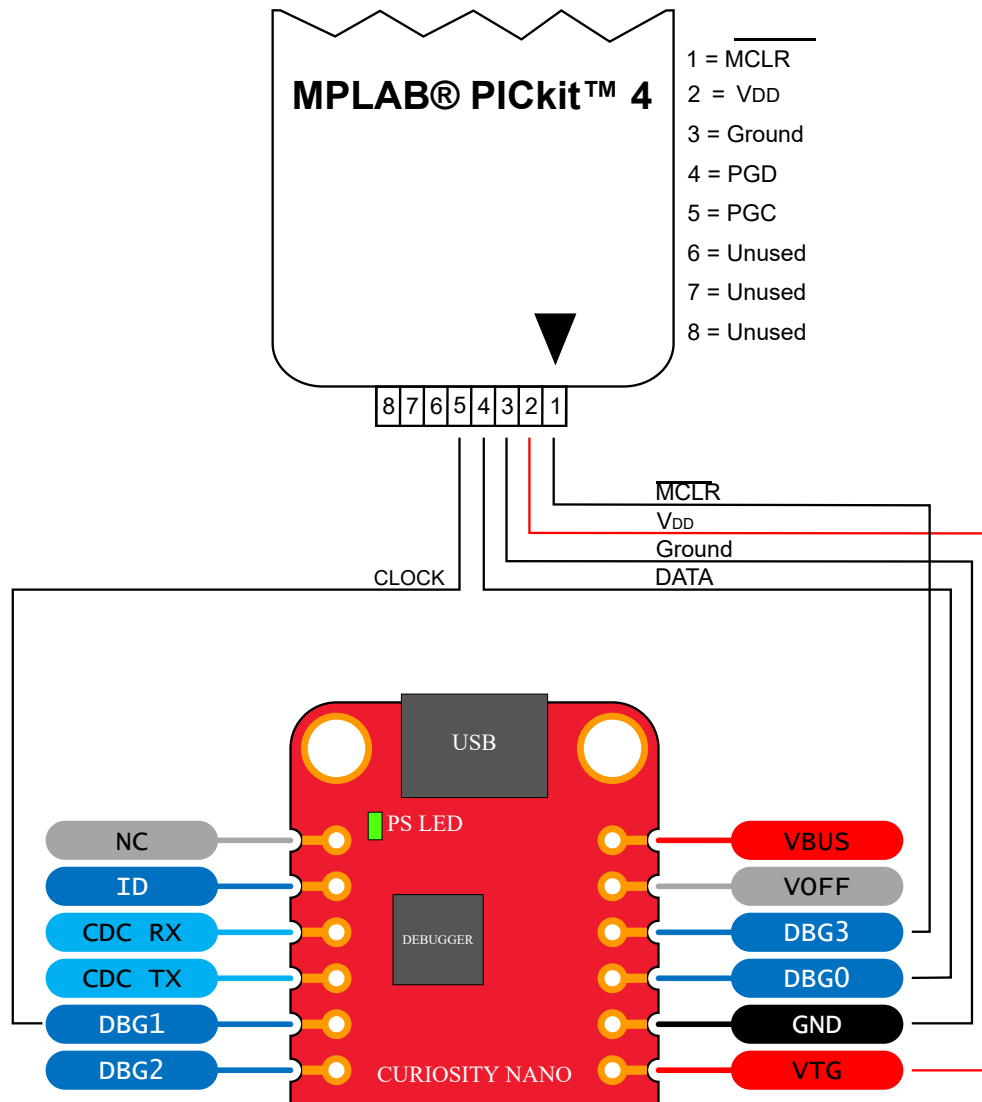 MPLAB® PICkit™ 4
1 = MCLR
2 = VDD
3 = Ground
4 = PGD
5 = PGC
6 = Unused
7 = Unused
8 = Unused
8 7 6 5 4 3 2 1
MCLR
VDD
Ground
CLOCK
DATA
USB
PS LED
NC
VBUS
ID
VOFF
CDC RX
DEBUGGER
DBG3
CDC TX
DBG0
DBG1
GND
DBG2
CURIOSITY NANO
VTG